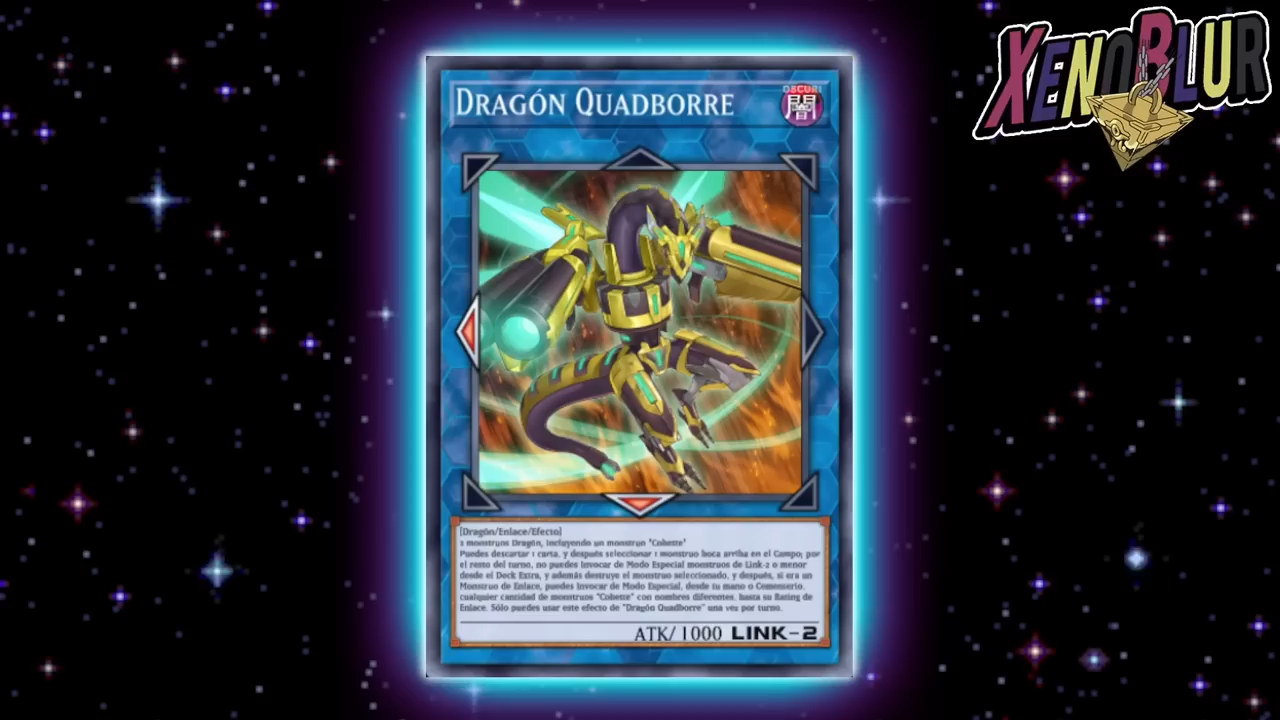 XENOBLUR
DRAGÓN QUADBORRE
OSCURI
闇
[Dragón/Enlace/Efecto]
2 monstruos Dragón, incluyendo un monstruo "Cohette"
Puedes descartar 1 carta, y después seleccionar 1 monstruo boca arriba en el Campo; por
el resto del turno, no puedes Invocar de Modo Especial monstruos de Link-2 o menor
desde el Deck Extra, y además destruye el monstruo seleccionado, y después, si era un
Monstruo de Enlace, puedes Invocar de Modo Especial, desde tu mano o Cementerio,
cualquier cantidad de monstruos "Cohette" con nombres diferentes, hasta su Rating de
Enlace. Sólo puedes usar este efecto de "Dragón Quadborre" una vez por turno.
ATK/ 1000 LINK-2